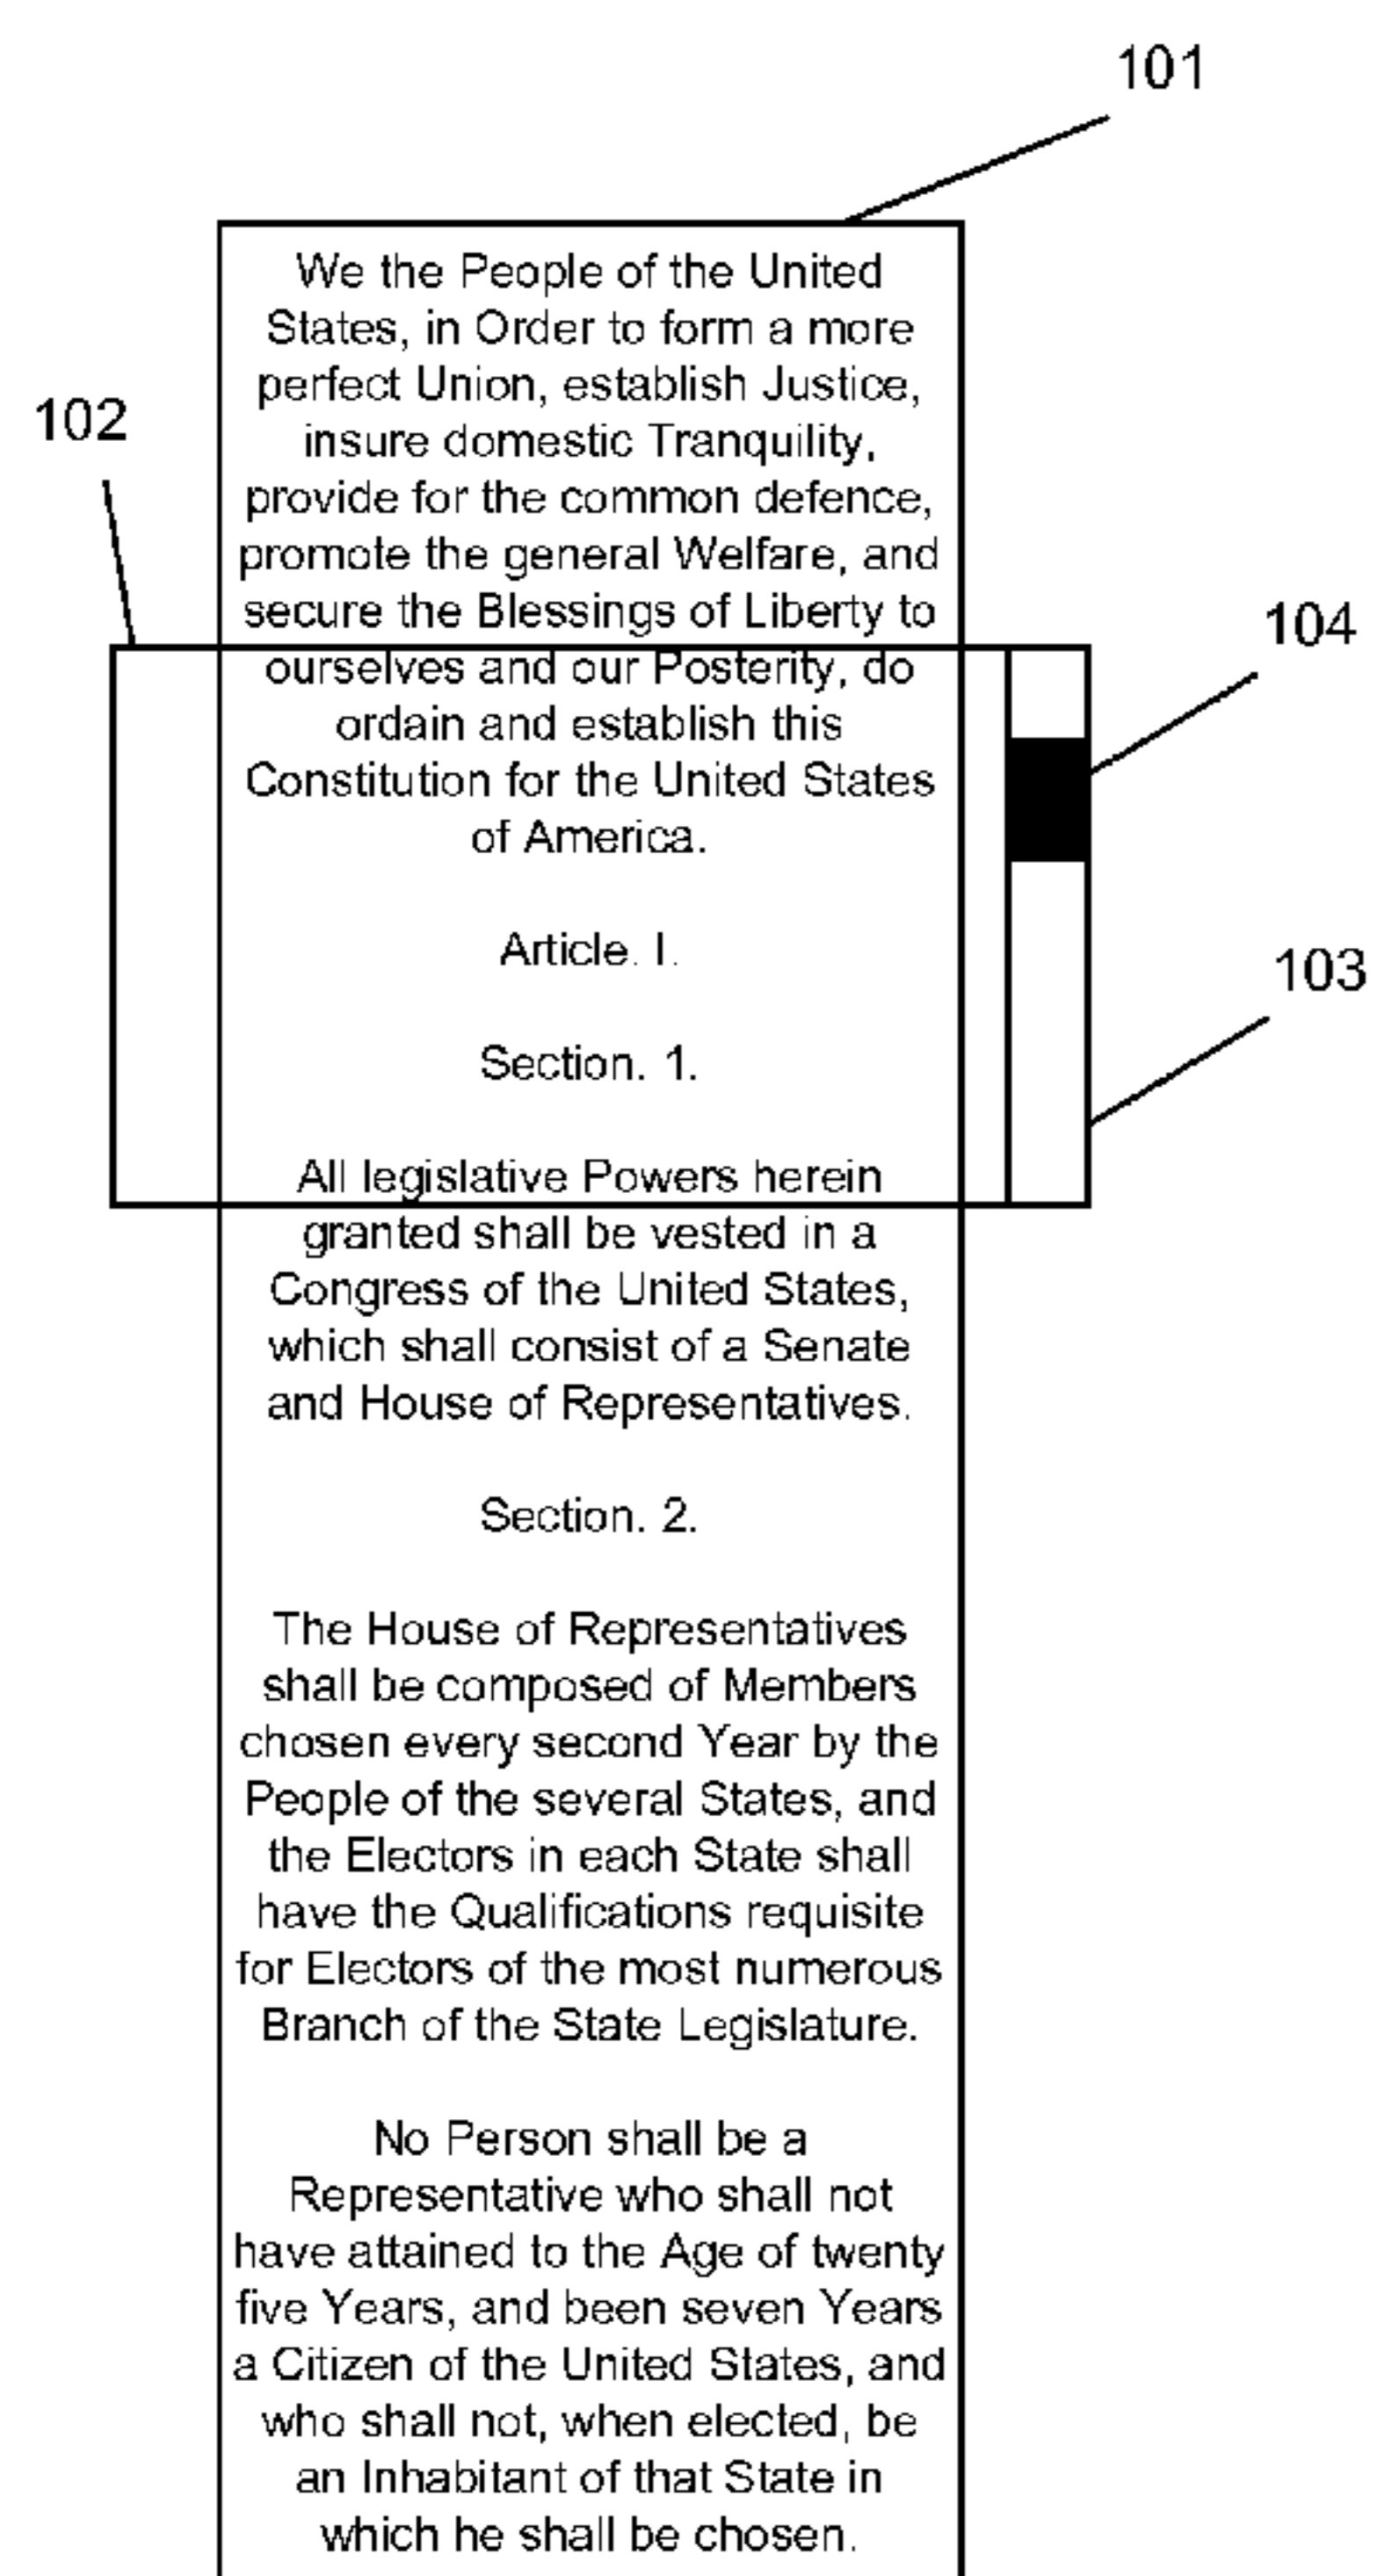 101
We the People of the United
States, in Order to form a more
perfect Union, establish Justice,
102
insure domestic Tranquility,
provide for the common defence,
promote the general Welfare, and
secure the Blessings of Liberty to
104
ourselves and our Posterity, do
ordain and establish this
Constitution for the United States
of America.
Article. I.
103
Section. 1.
All legislative Powers herein
granted shall be vested in a
Congress of the United States,
which shall consist of a Senate
and House of Representatives.
Section. 2.
The House of Representatives
shall be composed of Members
chosen every second Year by the
People of the several States, and
the Electors in each State shall
have the Qualifications requisite
for Electors of the most numerous
Branch of the State Legislature.
No Person shall be a
Representative who shall not
have attained to the Age of twenty
five Years, and been seven Years
a Citizen of the United States, and
who shall not, when elected, be
an Inhabitant of that State in
which he shall be chosen.